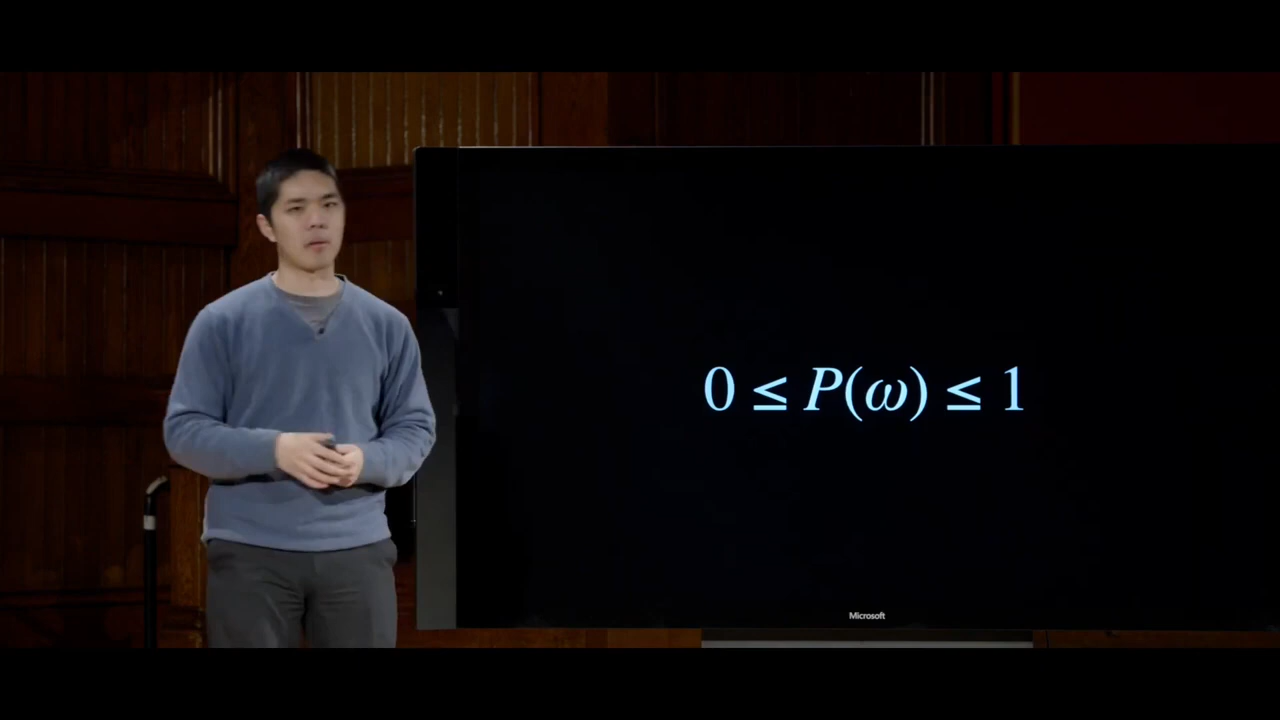 0 ≤ P(ω) ≤ 1
Microsoft